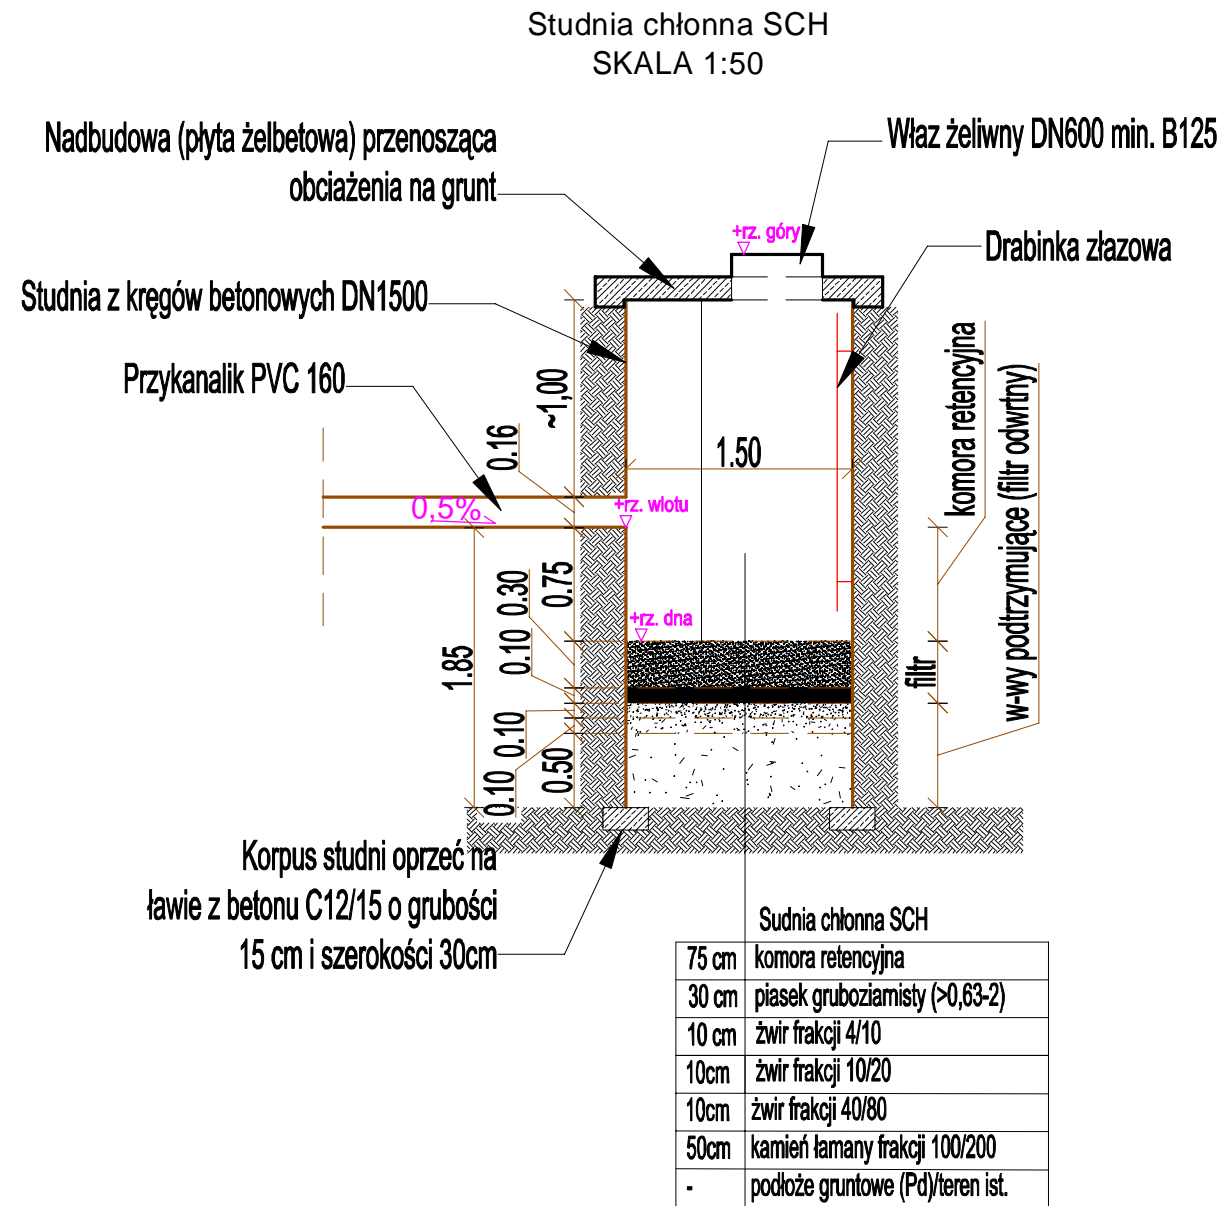 Studnia chłonna SCH
SKALA 1:50
Nadbudowa (płyta żelbetowa) przenosząca
obciażenia na grunt
Właz żeliwny DN600 min. B125
+rz. góry
Drabinka złazowa
Studnia z kręgów betonowych DN1500
Przykanalik PVC 160
~1,00
0.16
1.50
komora retencyjna
w-wy podtrzymujące (filtr odwrtny)
0,5%
+rz. wlotu
0.75
0.30
+rz. dna
0.10
1.85
filtr
0.10
0.10
0.50
Korpus studni oprzeć na
ławie z betonu C12/15 o grubości
15 cm i szerokości 30cm
Sudnia chłonna SCH
75 cm komora retencyjna
30 cm piasek gruboziarnisty (>0,63-2)
10 cm żwir frakcji 4/10
10cm żwir frakcji 10/20
10cm żwir frakcji 40/80
50cm kamień łamany frakcji 100/200
- podłoże gruntowe (Pd)/teren ist.